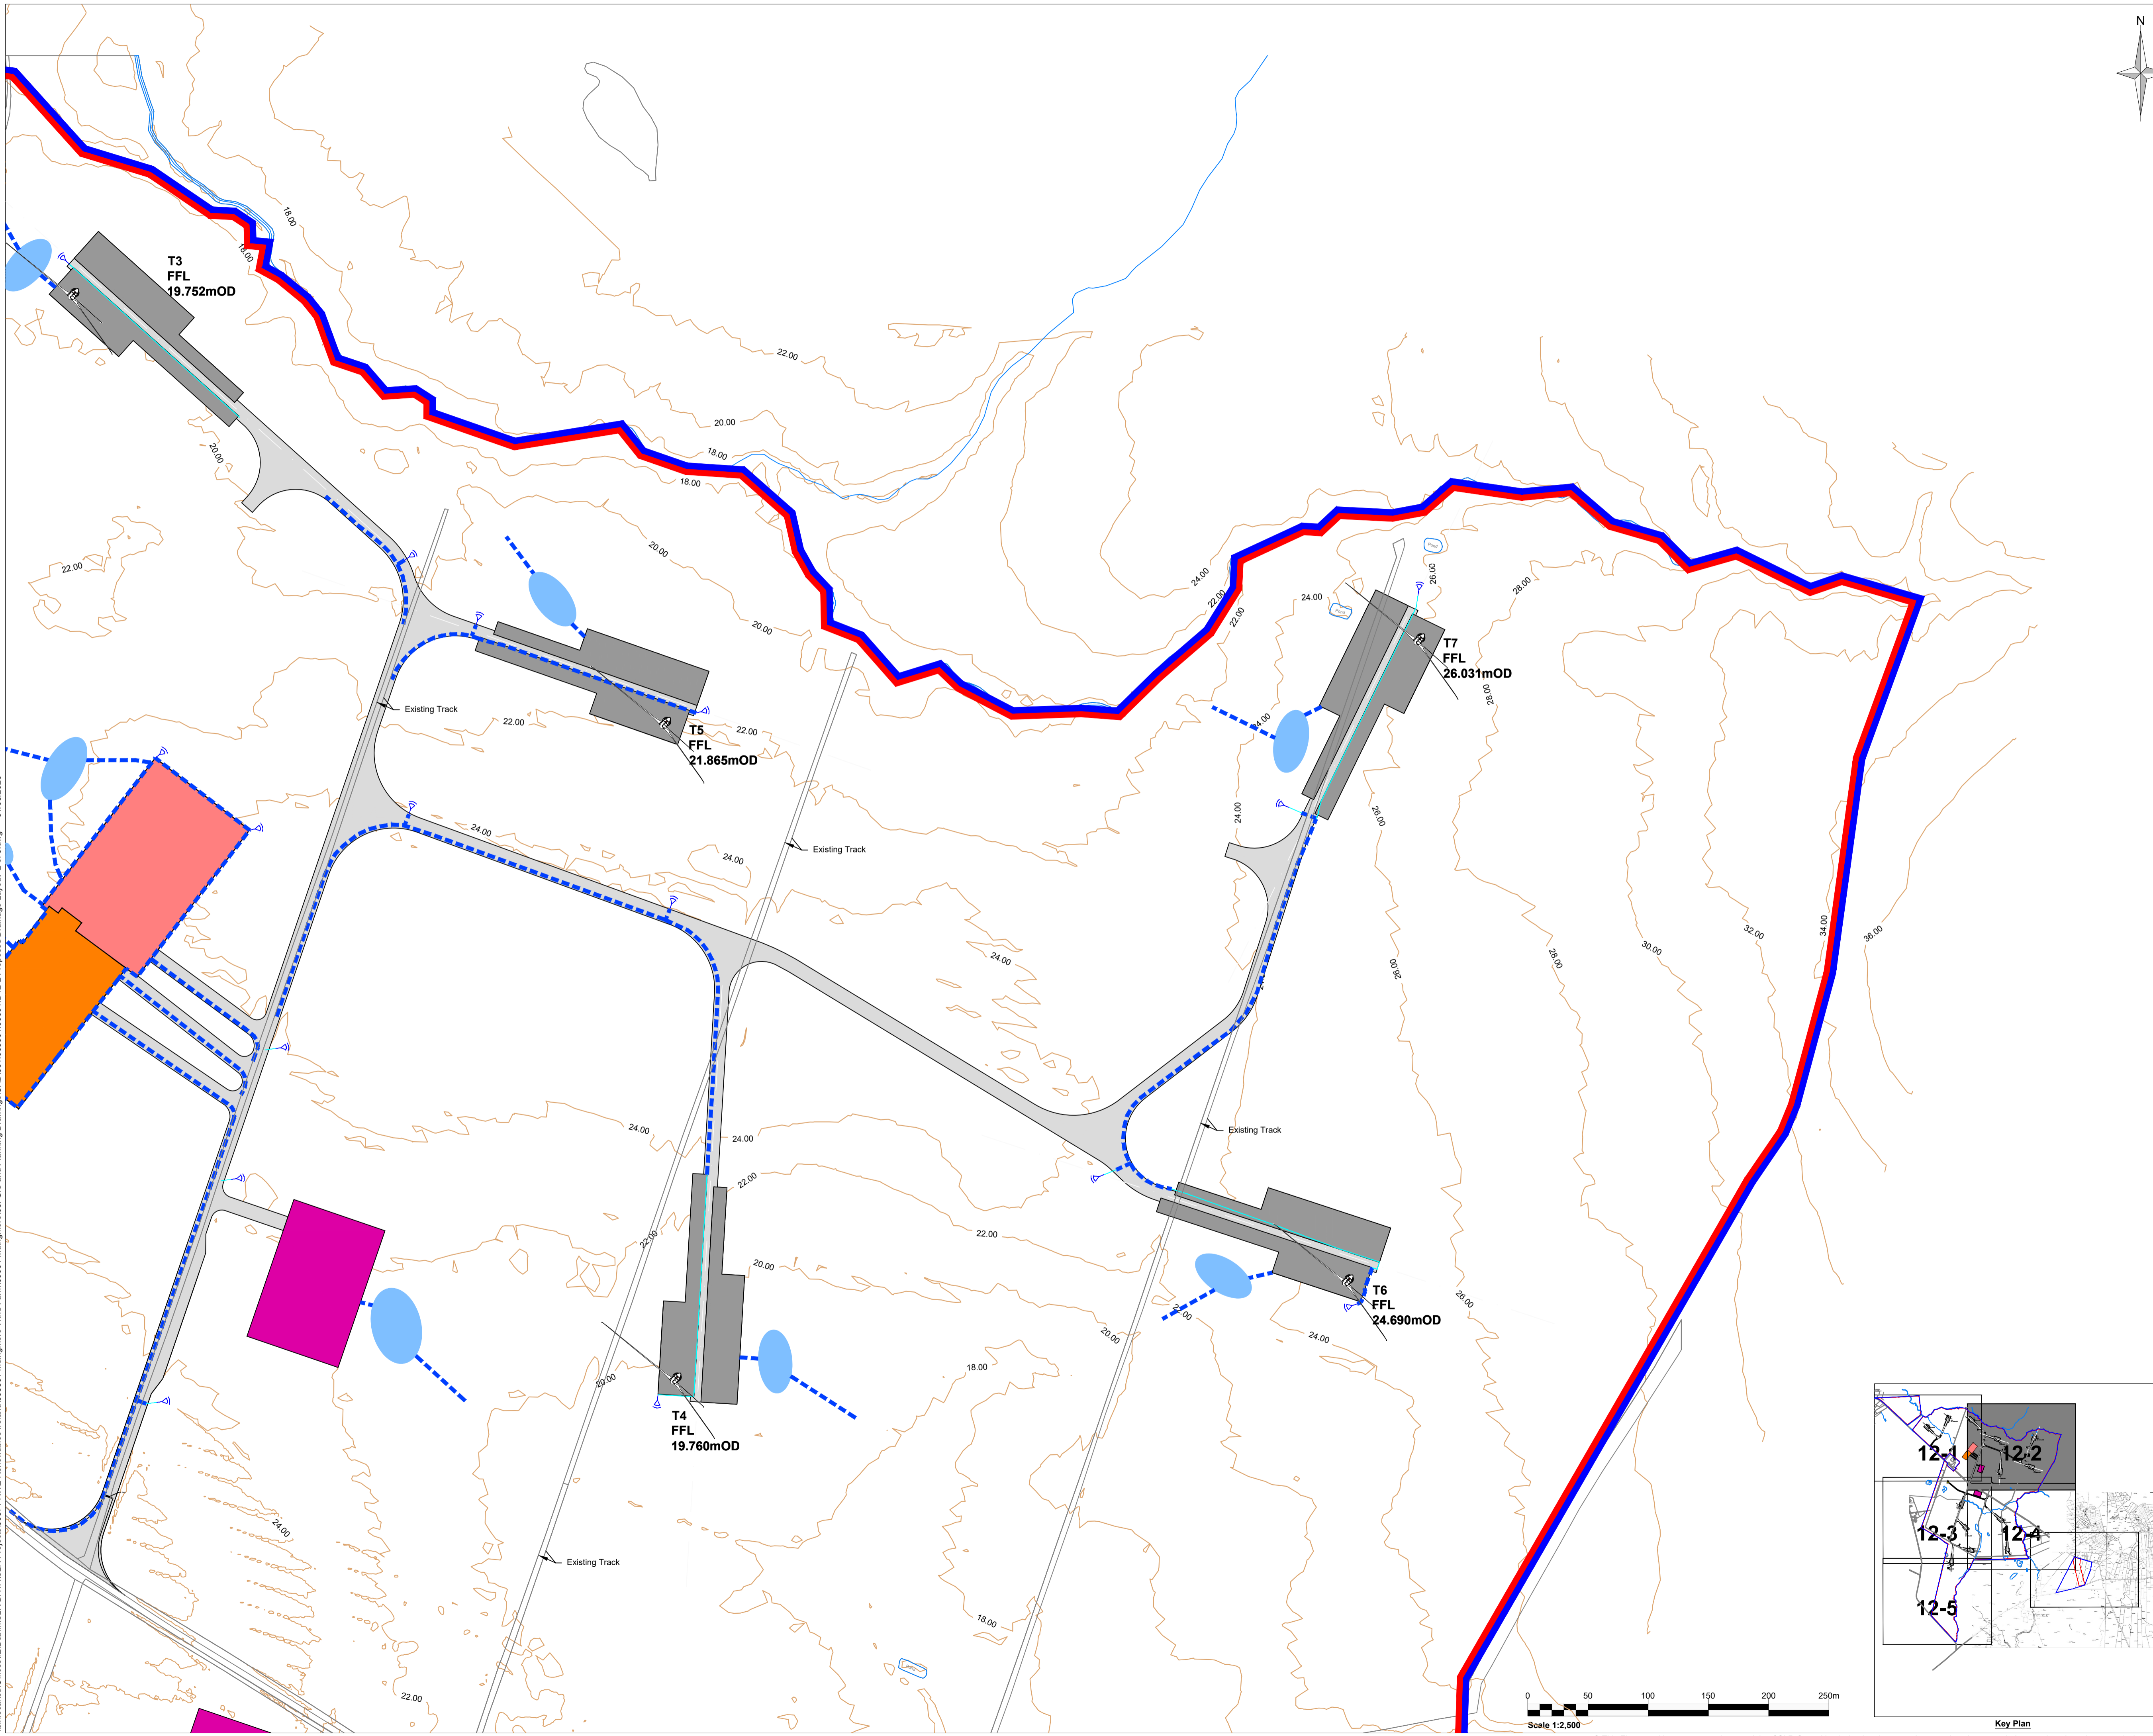 N
18.00
18.00
T3
FFL
19.752mOD
22.00
20.00
18.00
20.00
18.00
22.00
20.00
20.00
24.00
22.00
22.00
24.00
Pond
26.00
Pond
28.00
T7
FFL
26.031mOD
28.00
24.00
Existing Track
22.00
T5
FFL
21.865mOD
22.00
24.00
24.00
26.00
24.00
Existing Track
24.00
24.00
26.00
28.00
30.00
32.00
34.00
36.00
24.00
24.00
Existing Track
22.00
22.00
22.00
20.00
22.00
20.00
24.00
T6
FFL
24.690mOD
26.00
18.00
20.00
T4
FFL
19.760mOD
24.00
Existing Track
18.00
22.00
0 50 100 150 200 250m
Scale 1:2,500
12-1
12-2
12-3
12-4
12-5
Key Plan